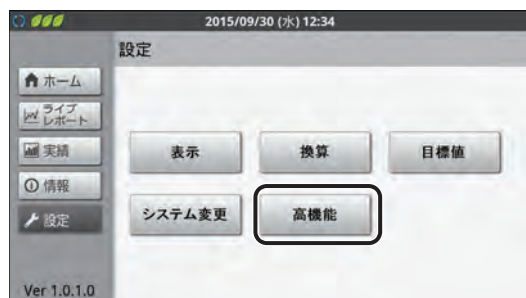 2015/09/30 (水) 12:34
設定
ホーム
ライブ
レポート
実績
情報
設定
表示
換算
目標値
システム変更
高機能
Ver 1.0.1.0